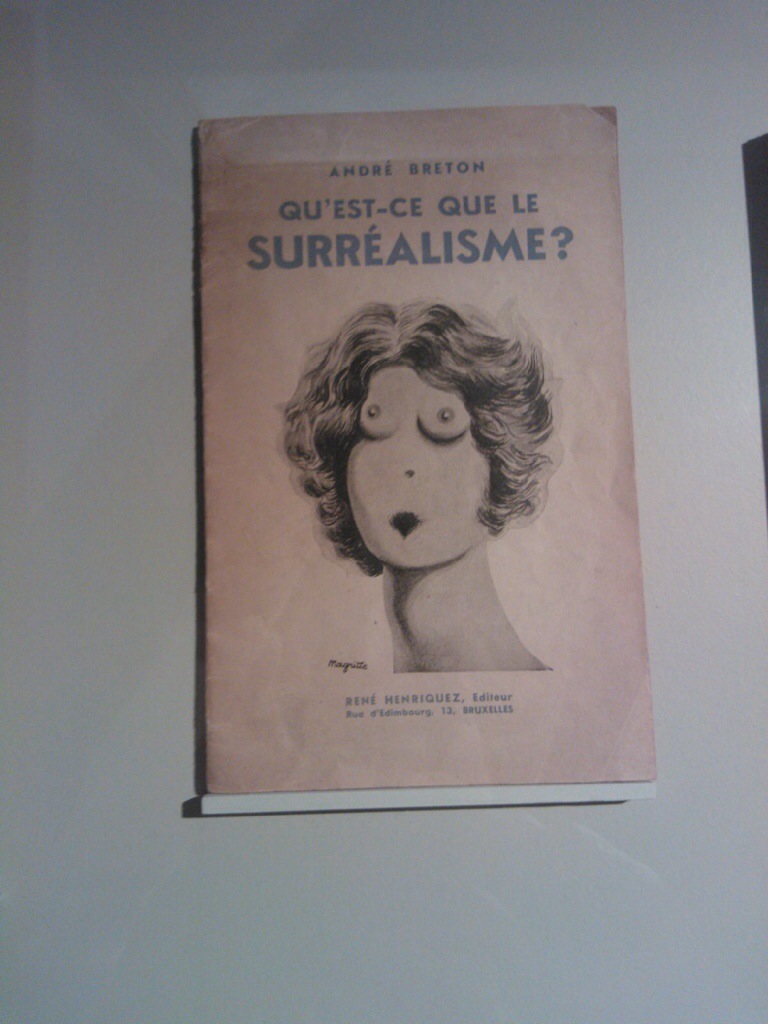 ANDRÉ BRETON
QU'EST-CE QUE LE
SURRÉALISME?
Magritte
RENÉ HENRIQUEZ, Editeur
Rue d'Edimbourg, 13, BRUXELLES